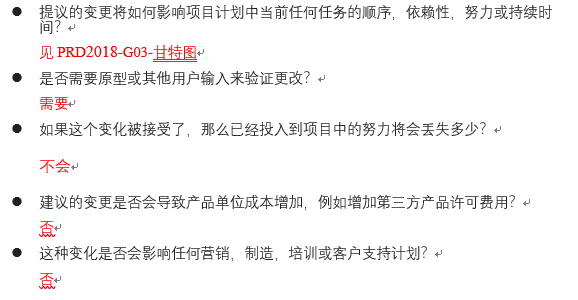 ● 提议的变更将如何影响项目计划中当前任何任务的顺序，依赖性，努力或持续时
间？
见 PRD2018-G03-甘特图
● 是否需要原型或其他用户输入来验证更改？
需要
● 如果这个变化被接受了，那么已经投入到项目中的努力将会丢失多少？
不会
● 建议的变更是否会导致产品单位成本增加，例如增加第三方产品许可费用？
否
● 这种变化是否会影响任何营销，制造，培训或客户支持计划？
否